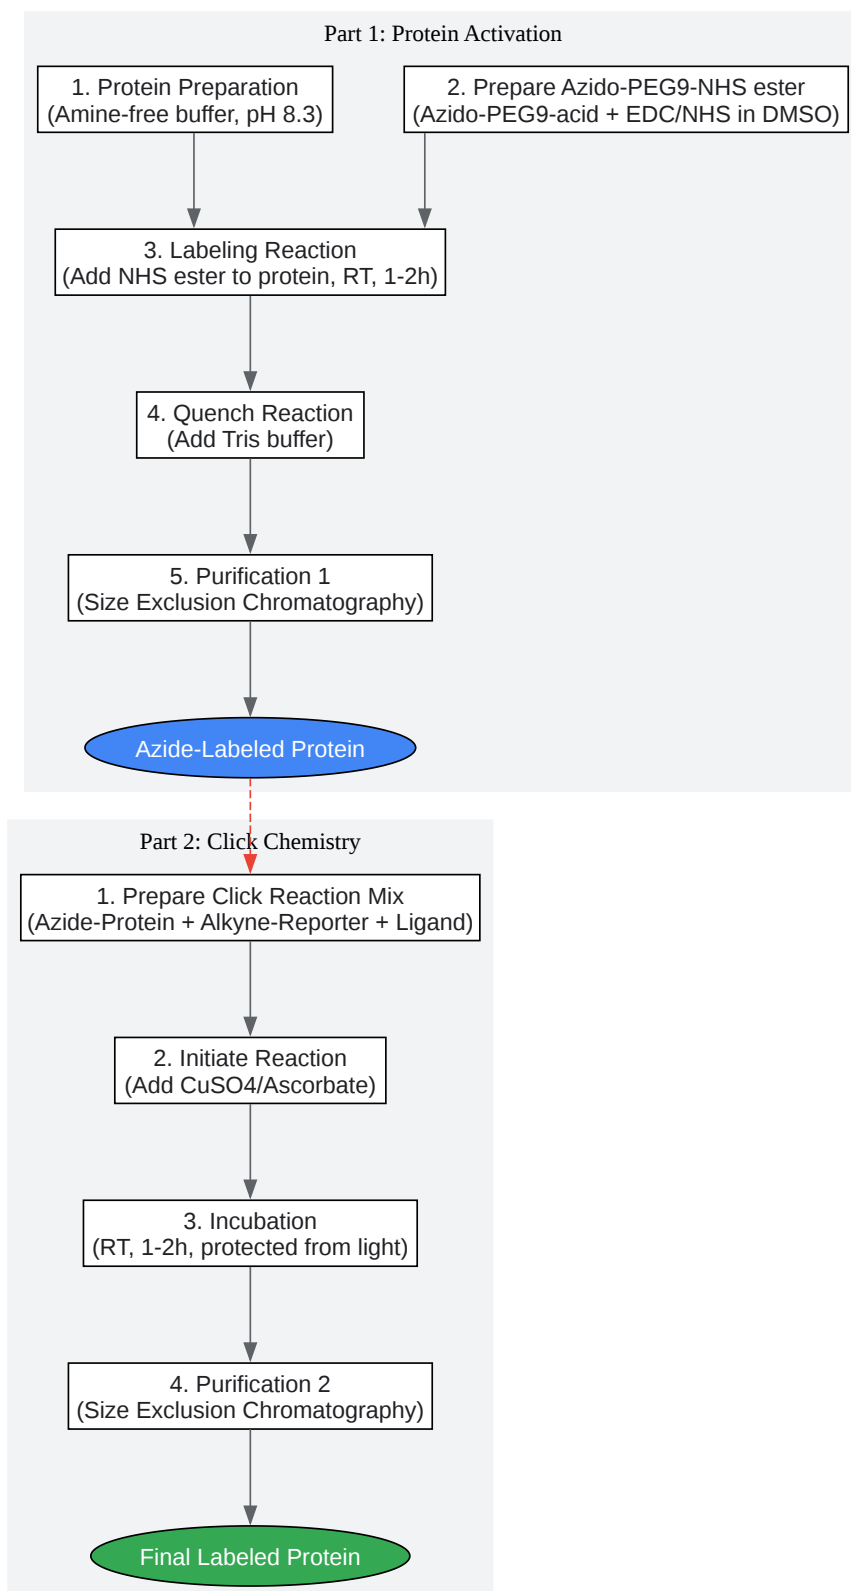 Part 1: Protein Activation
1. Protein Preparation
(Amine-free buffer, pH 8.3)
2. Prepare Azido-PEG9-NHS ester
(Azido-PEG9-acid + EDC/NHS in DMSO)
3. Labeling Reaction
(Add NHS ester to protein, RT, 1-2h)
4. Quench Reaction
(Add Tris buffer)
5. Purification 1
(Size Exclusion Chromatography)
Azide-Labeled Protein
Part 2: Click Chemistry
1. Prepare Click Reaction Mix
(Azide-Protein + Alkyne-Reporter + Ligand)
2. Initiate Reaction
(Add CuSO4/Ascorbate)
3. Incubation
(RT, 1-2h, protected from light)
4. Purification 2
(Size Exclusion Chromatography)
Final Labeled Protein